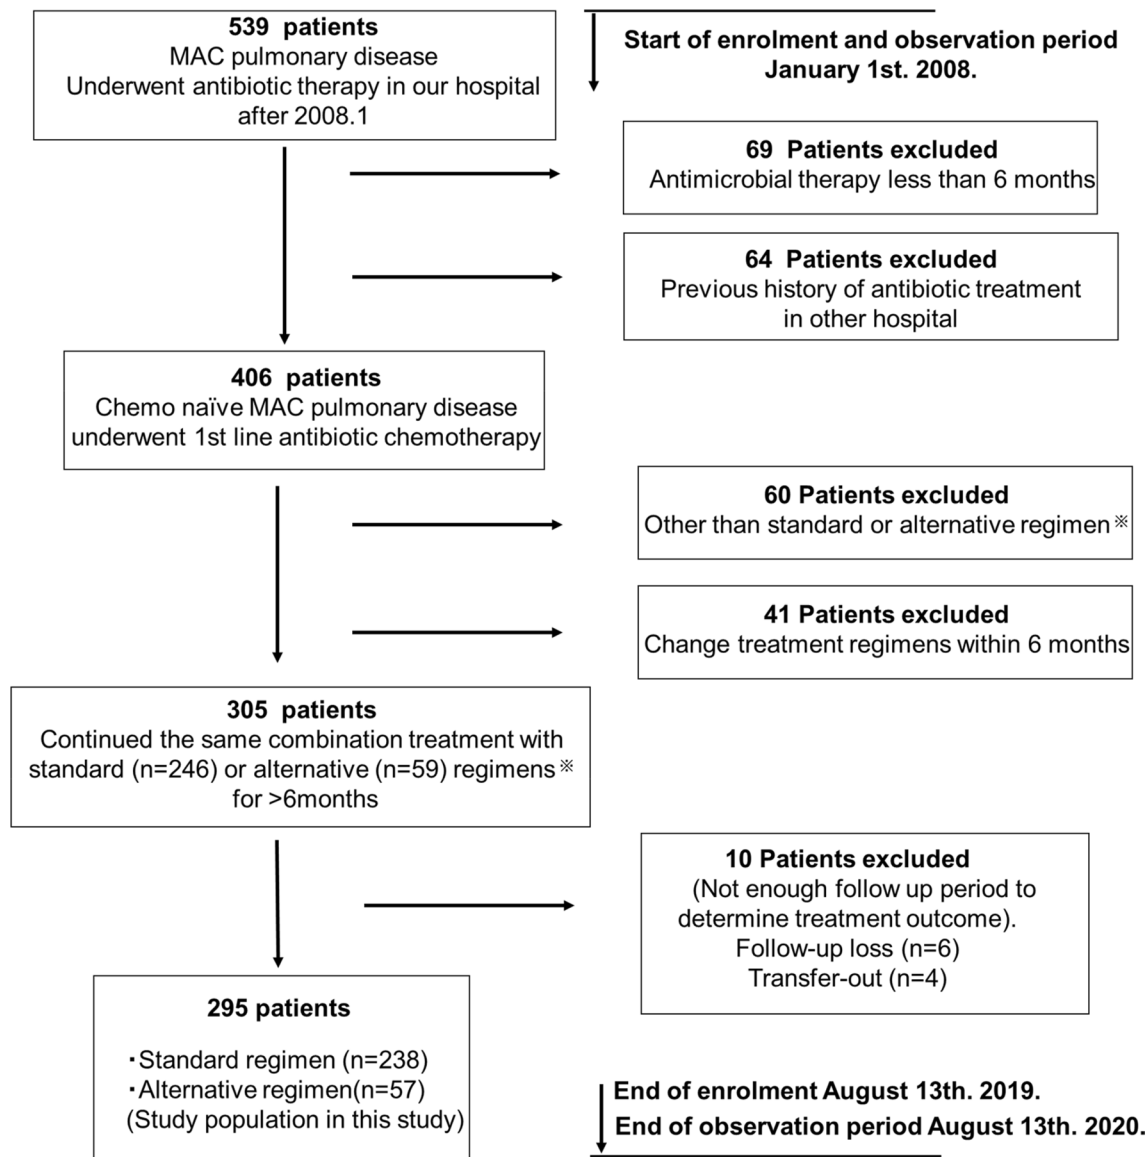 539 patients
MAC pulmonary disease
Underwent antibiotic therapy in our hospital
after 2008.1
Start of enrolment and observation period
January 1st. 2008.
69 Patients excluded
Antimicrobial therapy less than 6 months
64 Patients excluded
Previous history of antibiotic treatment
in other hospital
406 patients
Chemo naïve MAC pulmonary disease
underwent 1st line antibiotic chemotherapy
60 Patients excluded
Other than standard or alternative regimen※
41 Patients excluded
Change treatment regimens within 6 months
305 patients
Continued the same combination treatment with
standard (n=246) or alternative (n=59) regimens※
for >6months
10 Patients excluded
(Not enough follow up period to
determine treatment outcome).
Follow-up loss (n=6)
Transfer-out (n=4)
295 patients
・Standard regimen (n=238)
・Alternative regimen(n=57)
(Study population in this study)
End of enrolment August 13th. 2019.
End of observation period August 13th. 2020.